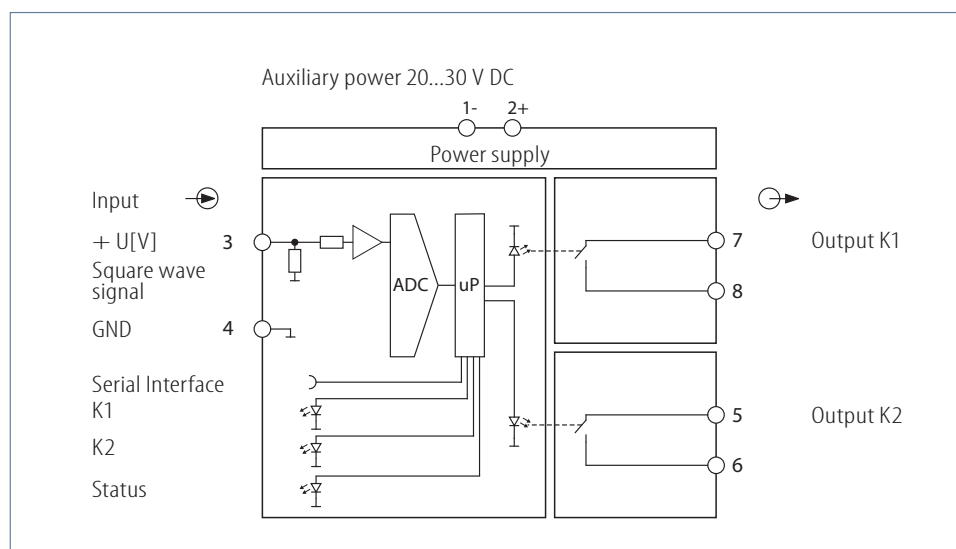 Auxiliary power 20...30 V DC
1- 2+
Power supply
Input
+ U[V] 3
Square wave
signal
GND 4
ADC
uP
7 Output K1
8
Serial Interface
K1
K2
Status
5 Output K2
6